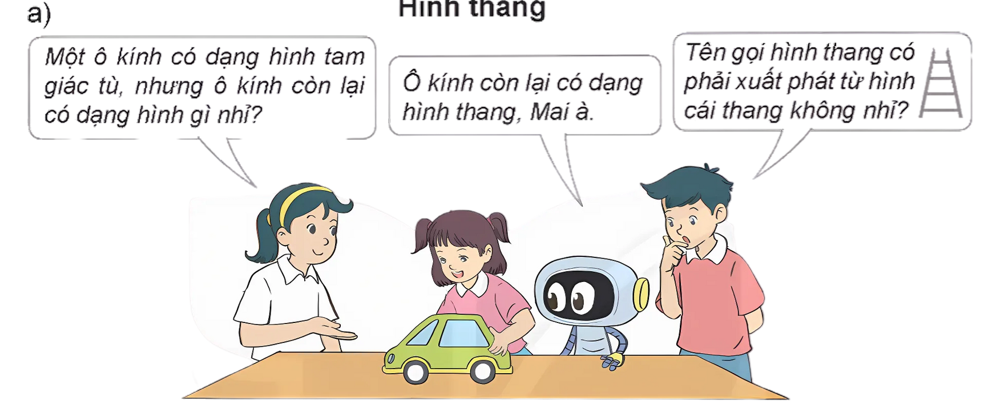 a)
Hình thang
Một ô kính có dạng hình tam
giác tù, nhưng ô kính còn lại
có dạng hình gì nhỉ?
Ô kính còn lại có dạng
hình thang, Mai à.
Tên gọi hình thang có
phải xuất phát từ hình
cái thang không nhỉ?